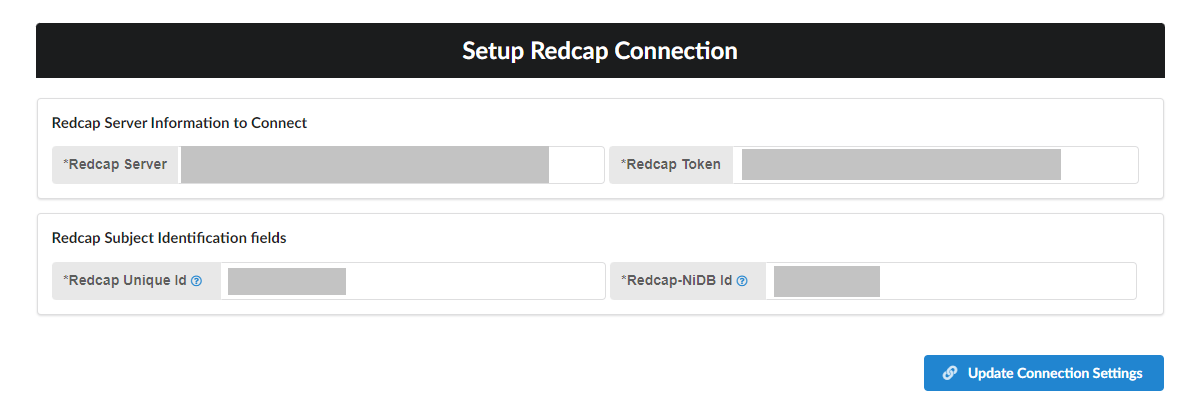 Setup Redcap Connection
Redcap Server Information to Connect
*Redcap Server
*Redcap Token
Redcap Subject Identification fields
*Redcap Unique Id
*Redcap-NiDB Id
Update Connection Settings